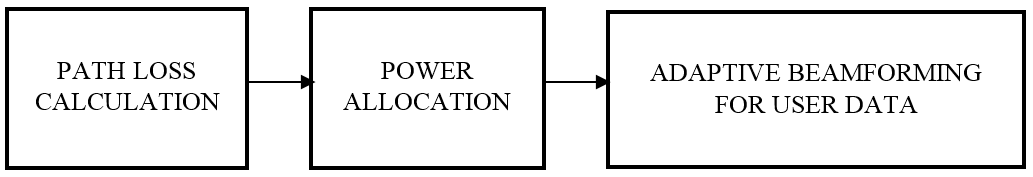 PATH LOSS
CALCULATION
POWER
ALLOCATION
ADAPTIVE BEAMFORMING
FOR USER DATA